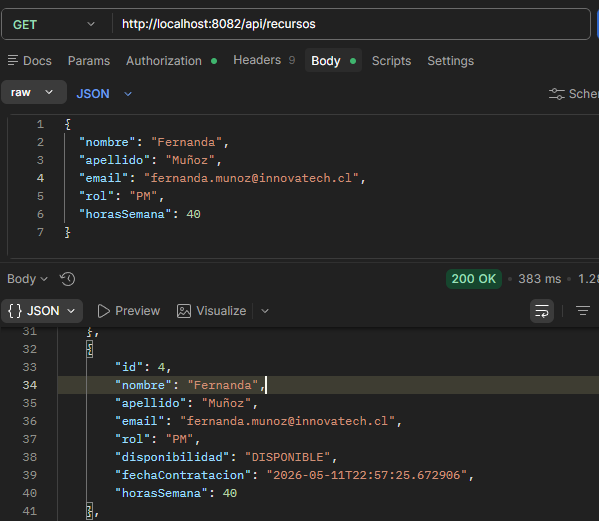 GET http://localhost:8082/api/recursos
Docs Params Authorization Headers 9 Body Scripts Settings
raw JSON
1 {
2 "nombre": "Fernanda",
3 "apellido": "Muñoz",
4 "email": "fernanda.munoz@innovatech.cl",
5 "rol": "PM",
6 "horasSemana": 40
7 }
Body 200 OK • 383 ms •
{} JSON Preview Visualize
31 },
32 {
33 "id": 4,
34 "nombre": "Fernanda",
35 "apellido": "Muñoz",
36 "email": "fernanda.munoz@innovatech.cl",
37 "rol": "PM",
38 "disponibilidad": "DISPONIBLE",
39 "fechaContratacion": "2026-05-11T22:57:25.672906",
40 "horasSemana": 40
41 },